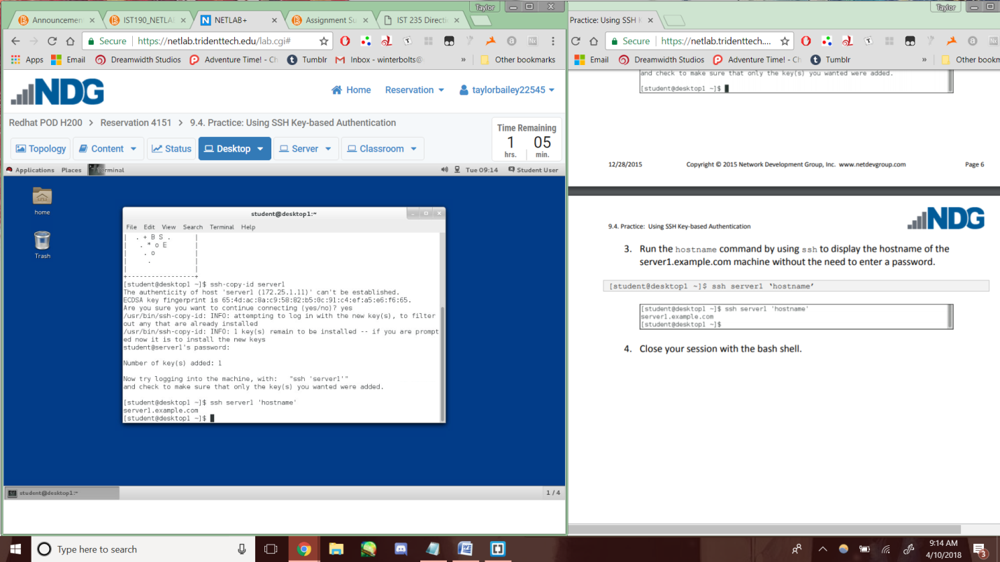 Taylor
Announcemen
IST190_NETLA
NETLAB+
Assignment Su
IST 235 Directi
Secure https://netlab.tridenttech.edu/lab.cgi#
Apps Email Dreamwidth Studios Adventure Time! - Ch Tumblr Inbox - winterbolts@ » Other bookmarks
NDG
Home Reservation taylorbailey22545
Redhat POD H200 > Reservation 4151 > 9.4. Practice: Using SSH Key-based Authentication
Time Remaining
1 05
hrs. min.
Topology Content Status Desktop Server Classroom
Applications Places Terminal Tue 09:14 Student User
home
Trash
student@desktop1:~
File Edit View Search Terminal Help
| . + B S . |
| . * o E |
| . o |
| . |
| |
+-----------------+
[student@desktop1 ~]$ ssh-copy-id server1
The authenticity of host 'server1 (172.25.1.11)' can't be established.
ECDSA key fingerprint is 65:4d:ac:8a:c9:58:82:b5:0c:91:c4:ef:a5:e6:f6:65.
Are you sure you want to continue connecting (yes/no)? yes
/usr/bin/ssh-copy-id: INFO: attempting to log in with the new key(s), to filter
out any that are already installed
/usr/bin/ssh-copy-id: INFO: 1 key(s) remain to be installed -- if you are prompt
ed now it is to install the new keys
student@server1's password:
Number of key(s) added: 1
Now try logging into the machine, with: "ssh 'server1'"
and check to make sure that only the key(s) you wanted were added.
[student@desktop1 ~]$ ssh server1 'hostname'
server1.example.com
[student@desktop1 ~]$
student@desktop1:~
1 / 4
Taylor
Practice: Using SSH K
Secure https://netlab.tridenttech....
Email Dreamwidth Studios Adventure Time! - Ch Tumblr » Other bookm
and check to make sure that only the key(s) you wanted were added.
[student@desktop1 ~]$
12/28/2015 Copyright © 2015 Network Development Group, Inc. www.netdevgroup.com Page 6
NDG
9.4. Practice: Using SSH Key-based Authentication
3. Run the hostname command by using ssh to display the hostname of the
server1.example.com machine without the need to enter a password.
[student@desktop1 ~]$ ssh server1 ‘hostname’
[student@desktop1 ~]$ ssh server1 'hostname'
server1.example.com
[student@desktop1 ~]$
4. Close your session with the bash shell.
Type here to search
9:14 AM
4/10/2018
3